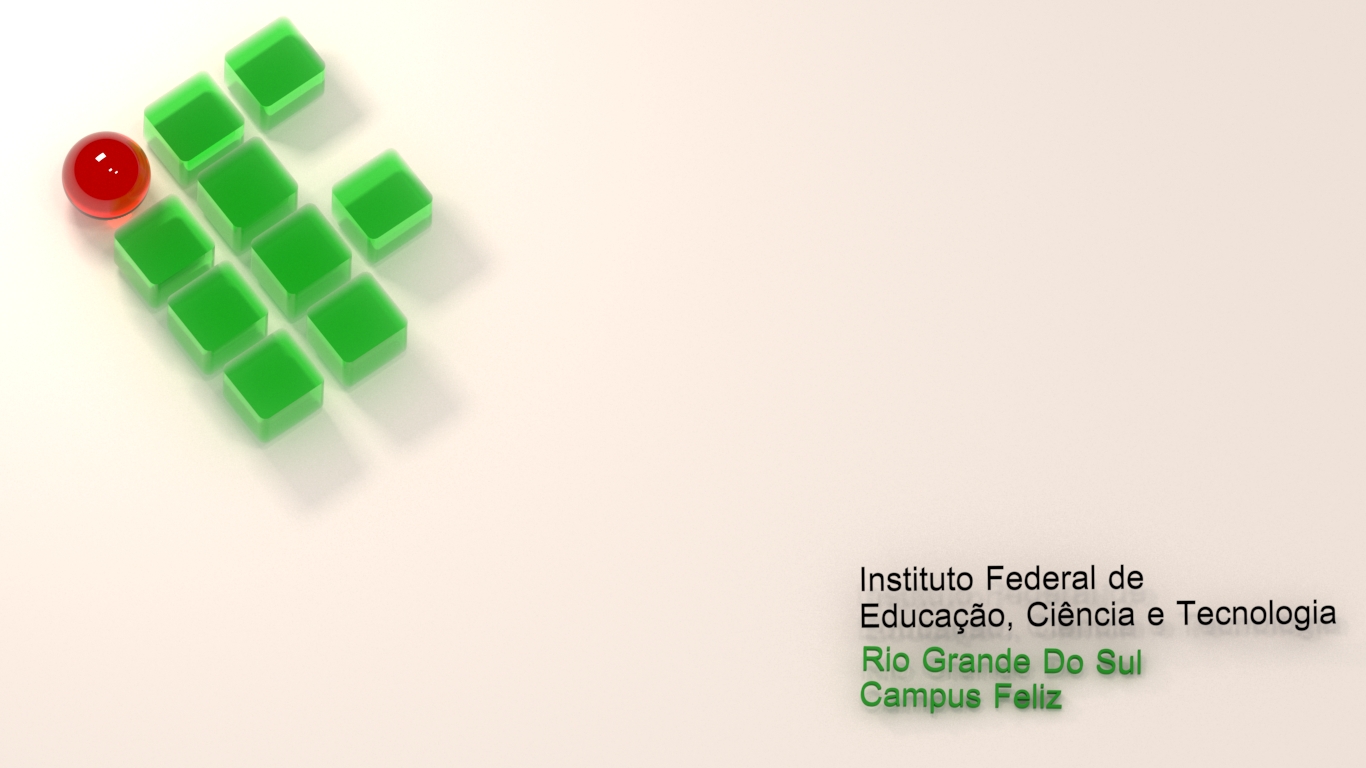 Instituto Federal de
Educação, Ciência e Tecnologia
Rio Grande Do Sul
Campus Feliz